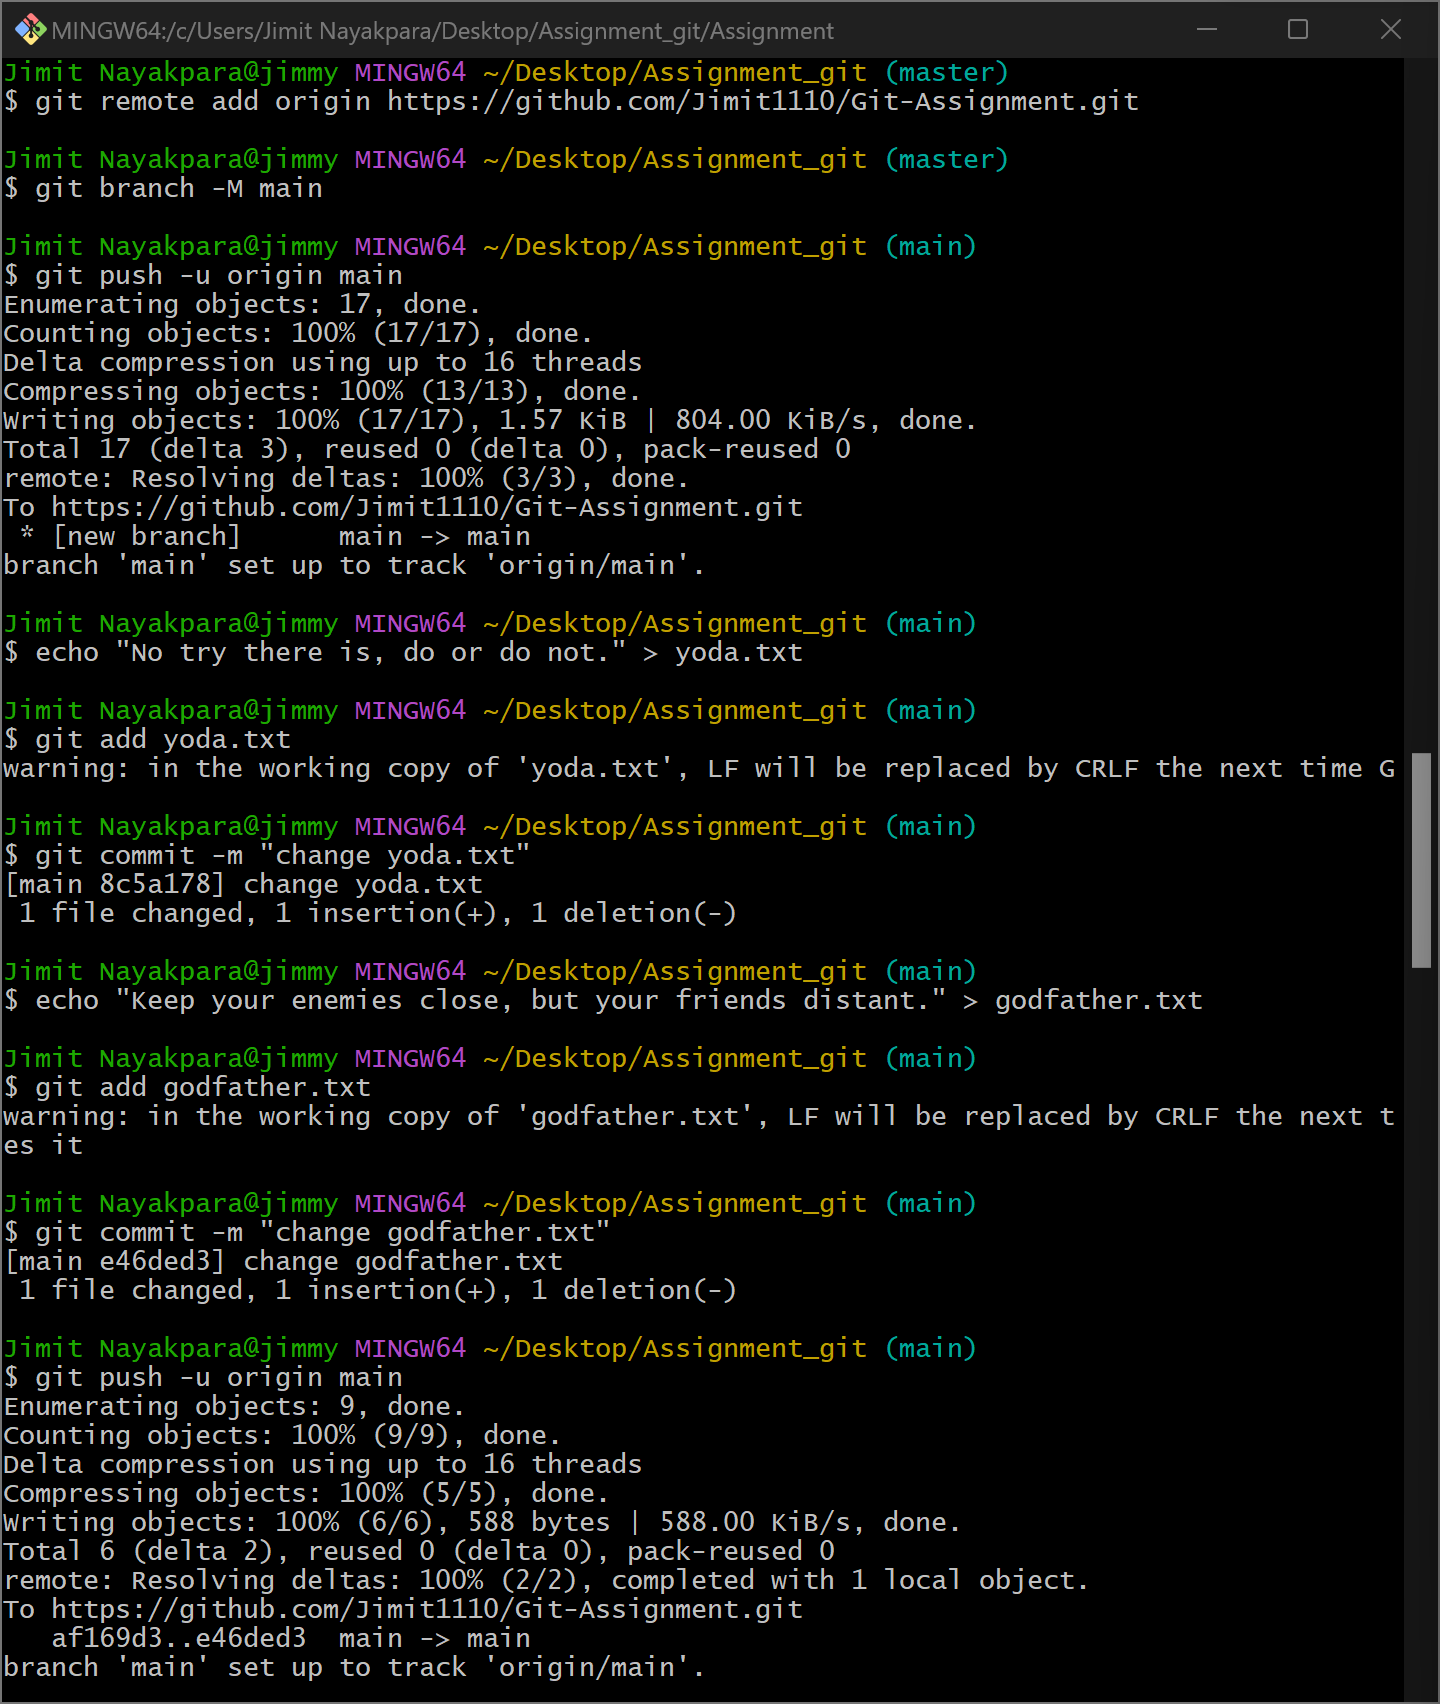 MINGW64:/c/Users/Jimit Nayakpara/Desktop/Assignment_git/Assignment
Jimit Nayakpara@jimmy MINGW64 ~/Desktop/Assignment_git (master)
$ git remote add origin https://github.com/Jimit1110/Git-Assignment.git

Jimit Nayakpara@jimmy MINGW64 ~/Desktop/Assignment_git (master)
$ git branch -M main

Jimit Nayakpara@jimmy MINGW64 ~/Desktop/Assignment_git (main)
$ git push -u origin main
Enumerating objects: 17, done.
Counting objects: 100% (17/17), done.
Delta compression using up to 16 threads
Compressing objects: 100% (13/13), done.
Writing objects: 100% (17/17), 1.57 KiB | 804.00 KiB/s, done.
Total 17 (delta 3), reused 0 (delta 0), pack-reused 0
remote: Resolving deltas: 100% (3/3), done.
To https://github.com/Jimit1110/Git-Assignment.git
 * [new branch]      main -> main
branch 'main' set up to track 'origin/main'.

Jimit Nayakpara@jimmy MINGW64 ~/Desktop/Assignment_git (main)
$ echo "No try there is, do or do not." > yoda.txt

Jimit Nayakpara@jimmy MINGW64 ~/Desktop/Assignment_git (main)
$ git add yoda.txt
warning: in the working copy of 'yoda.txt', LF will be replaced by CRLF the next time G

Jimit Nayakpara@jimmy MINGW64 ~/Desktop/Assignment_git (main)
$ git commit -m "change yoda.txt"
[main 8c5a178] change yoda.txt
 1 file changed, 1 insertion(+), 1 deletion(-)

Jimit Nayakpara@jimmy MINGW64 ~/Desktop/Assignment_git (main)
$ echo "Keep your enemies close, but your friends distant." > godfather.txt

Jimit Nayakpara@jimmy MINGW64 ~/Desktop/Assignment_git (main)
$ git add godfather.txt
warning: in the working copy of 'godfather.txt', LF will be replaced by CRLF the next t
es it

Jimit Nayakpara@jimmy MINGW64 ~/Desktop/Assignment_git (main)
$ git commit -m "change godfather.txt"
[main e46ded3] change godfather.txt
 1 file changed, 1 insertion(+), 1 deletion(-)

Jimit Nayakpara@jimmy MINGW64 ~/Desktop/Assignment_git (main)
$ git push -u origin main
Enumerating objects: 9, done.
Counting objects: 100% (9/9), done.
Delta compression using up to 16 threads
Compressing objects: 100% (5/5), done.
Writing objects: 100% (6/6), 588 bytes | 588.00 KiB/s, done.
Total 6 (delta 2), reused 0 (delta 0), pack-reused 0
remote: Resolving deltas: 100% (2/2), completed with 1 local object.
To https://github.com/Jimit1110/Git-Assignment.git
   af169d3..e46ded3  main -> main
branch 'main' set up to track 'origin/main'.